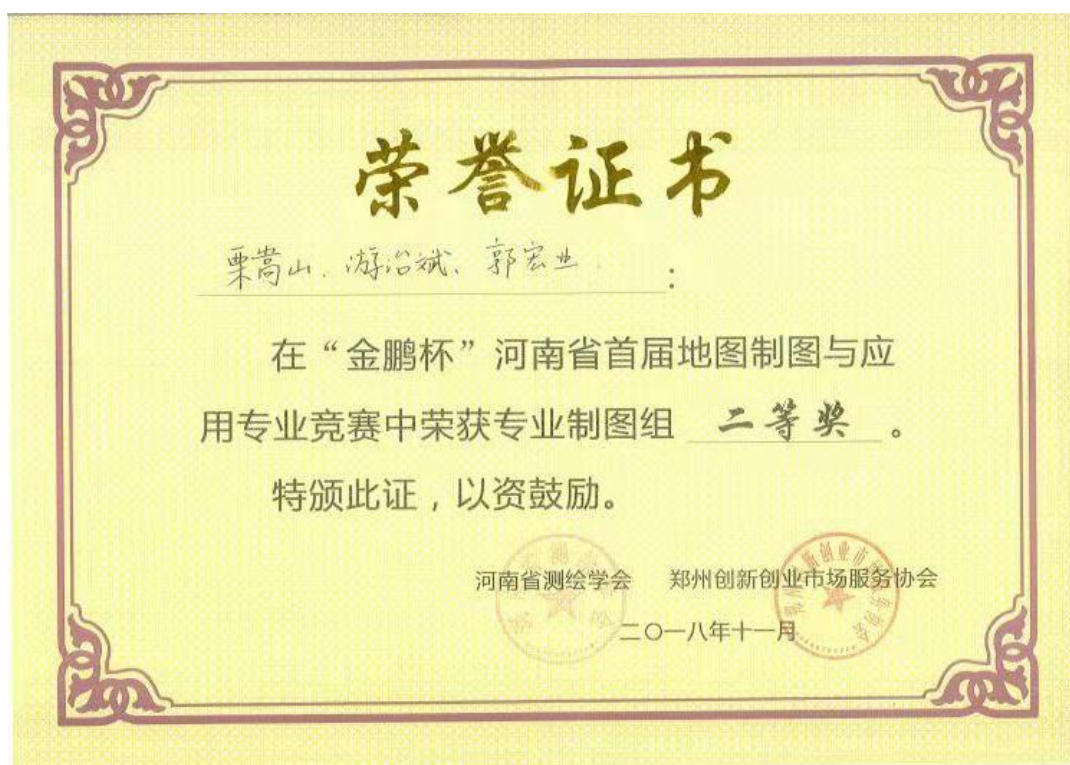 荣誉证书
栗嵩山、游治斌、郭宏业
:
在“金鹏杯”河南省首届地图制图与应
用专业竞赛中荣获专业制图组 二等奖 。
特颁此证，以资鼓励。
河南省测绘学会 郑州创新创业市场服务协会
二〇一八年十一月